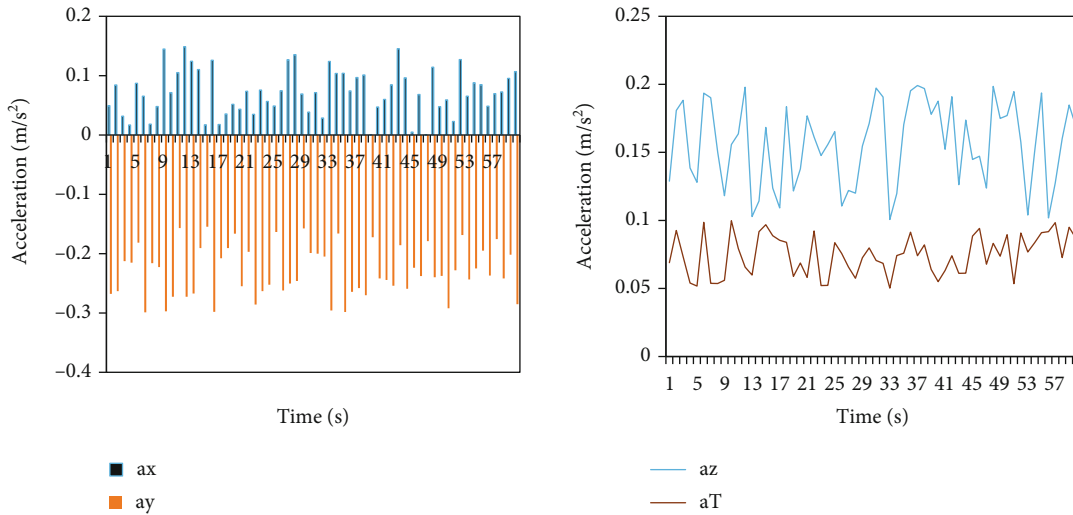 0.2
0.1
0
−0.1
−0.2
−0.3
−0.4
Acceleration (m/s2)
1 5 9 13 17 21 25 29 33 37 41 45 49 53 57
Time (s)
ax
ay
0.25
0.2
0.15
0.1
0.05
0
Acceleration (m/s2)
1 5 9 13 17 21 25 29 33 37 41 45 49 53 57
Time (s)
az
aT